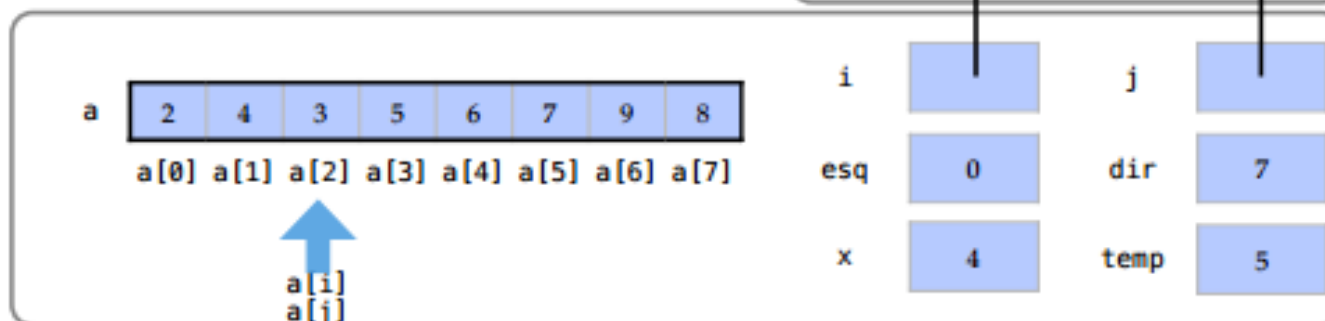 i j
a 2 4 3 5 6 7 9 8
a[0] a[1] a[2] a[3] a[4] a[5] a[6] a[7]
esq 0 dir 7
x 4 temp 5
a[i]
a[j]